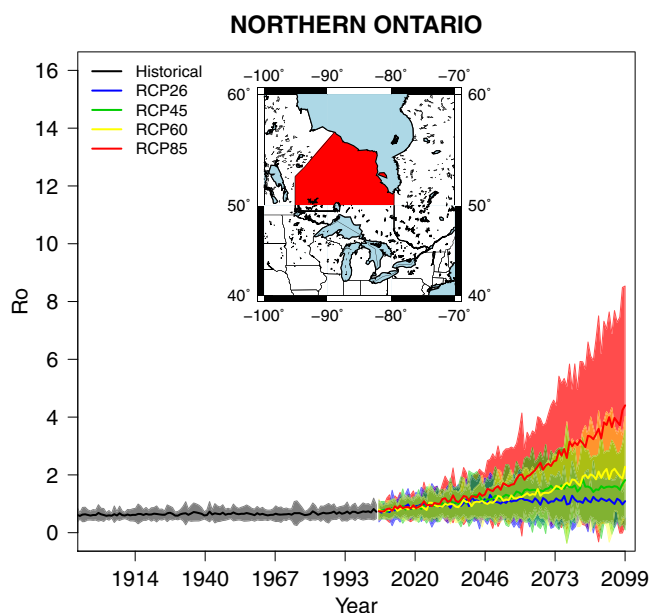 NORTHERN ONTARIO
16
14
12
10
8
6
4
2
0
Ro
Historical
RCP26
RCP45
RCP60
RCP85
−100° −90° −80° −70°
60° 60°
50° 50°
40° 40°
−100° −90° −80° −70°
1914 1940 1967 1993 2020 2046 2073 2099
Year